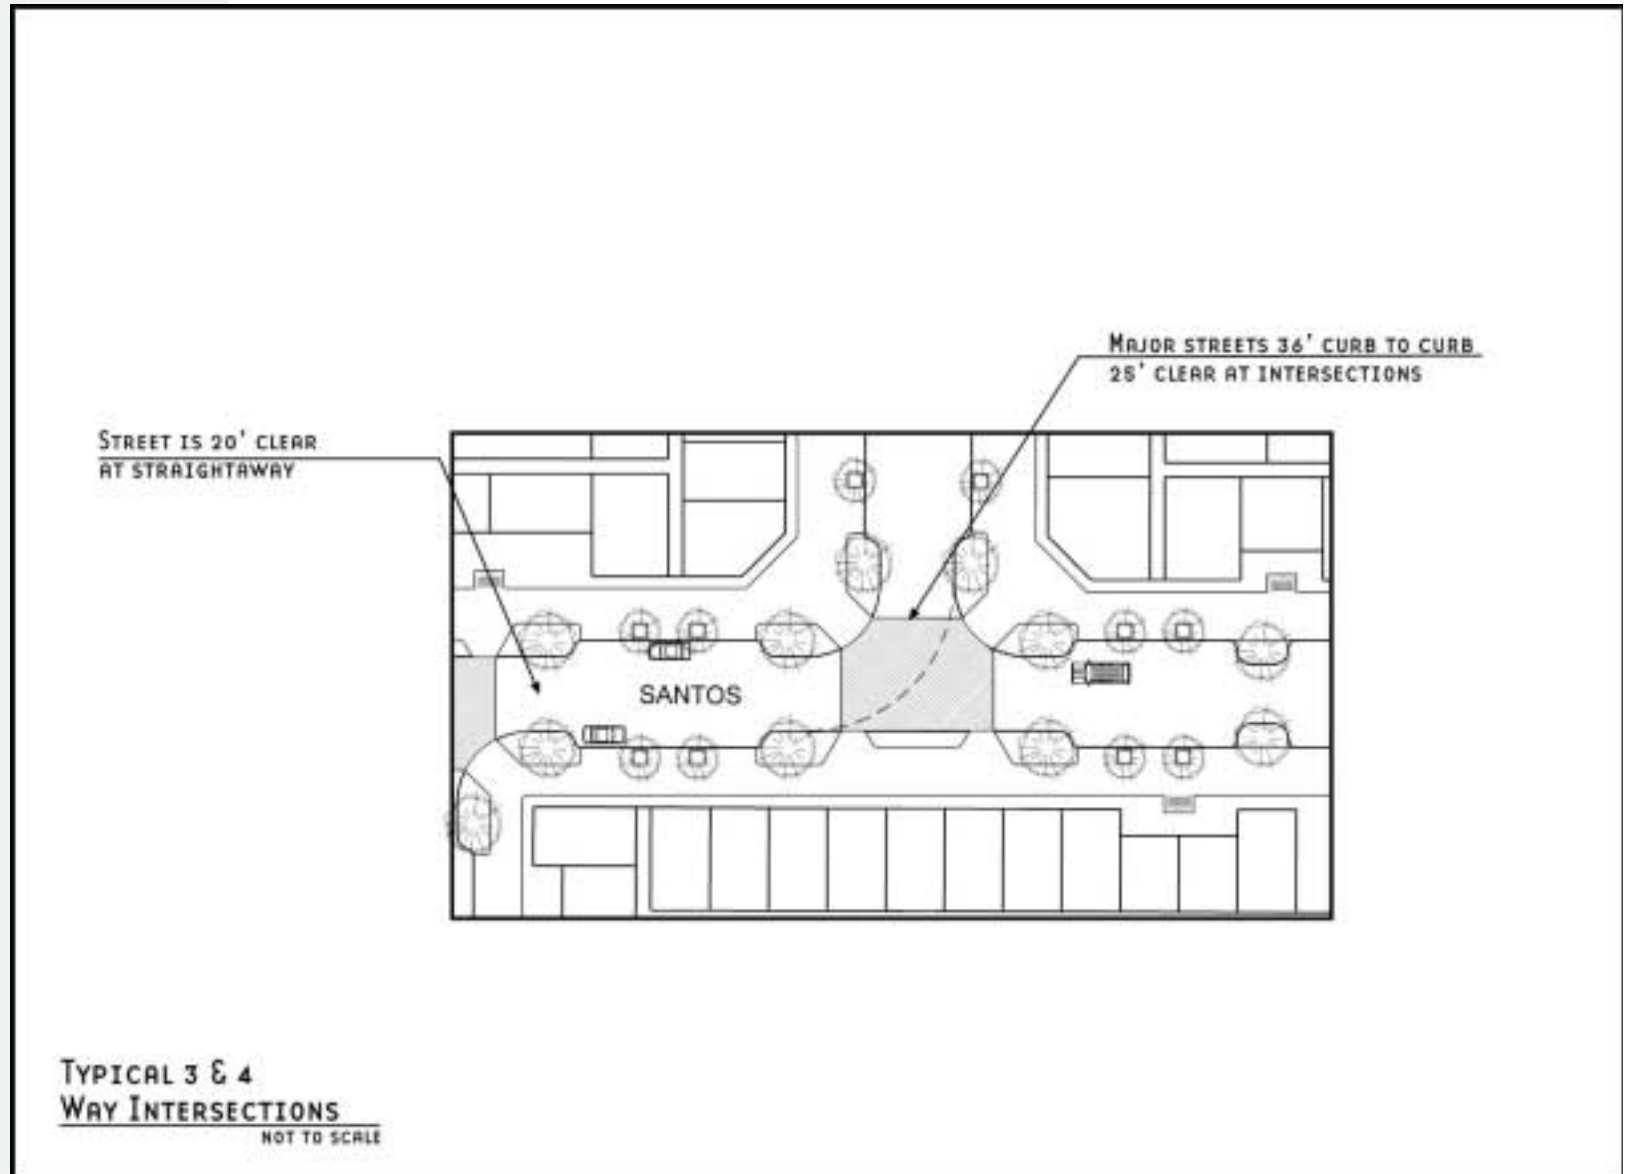 MAJOR STREETS 36' CURB TO CURB
25' CLEAR AT INTERSECTIONS
STREET IS 20' CLEAR
AT STRAIGHTAWAY
SANTOS
TYPICAL 3 & 4
WAY INTERSECTIONS
NOT TO SCALE